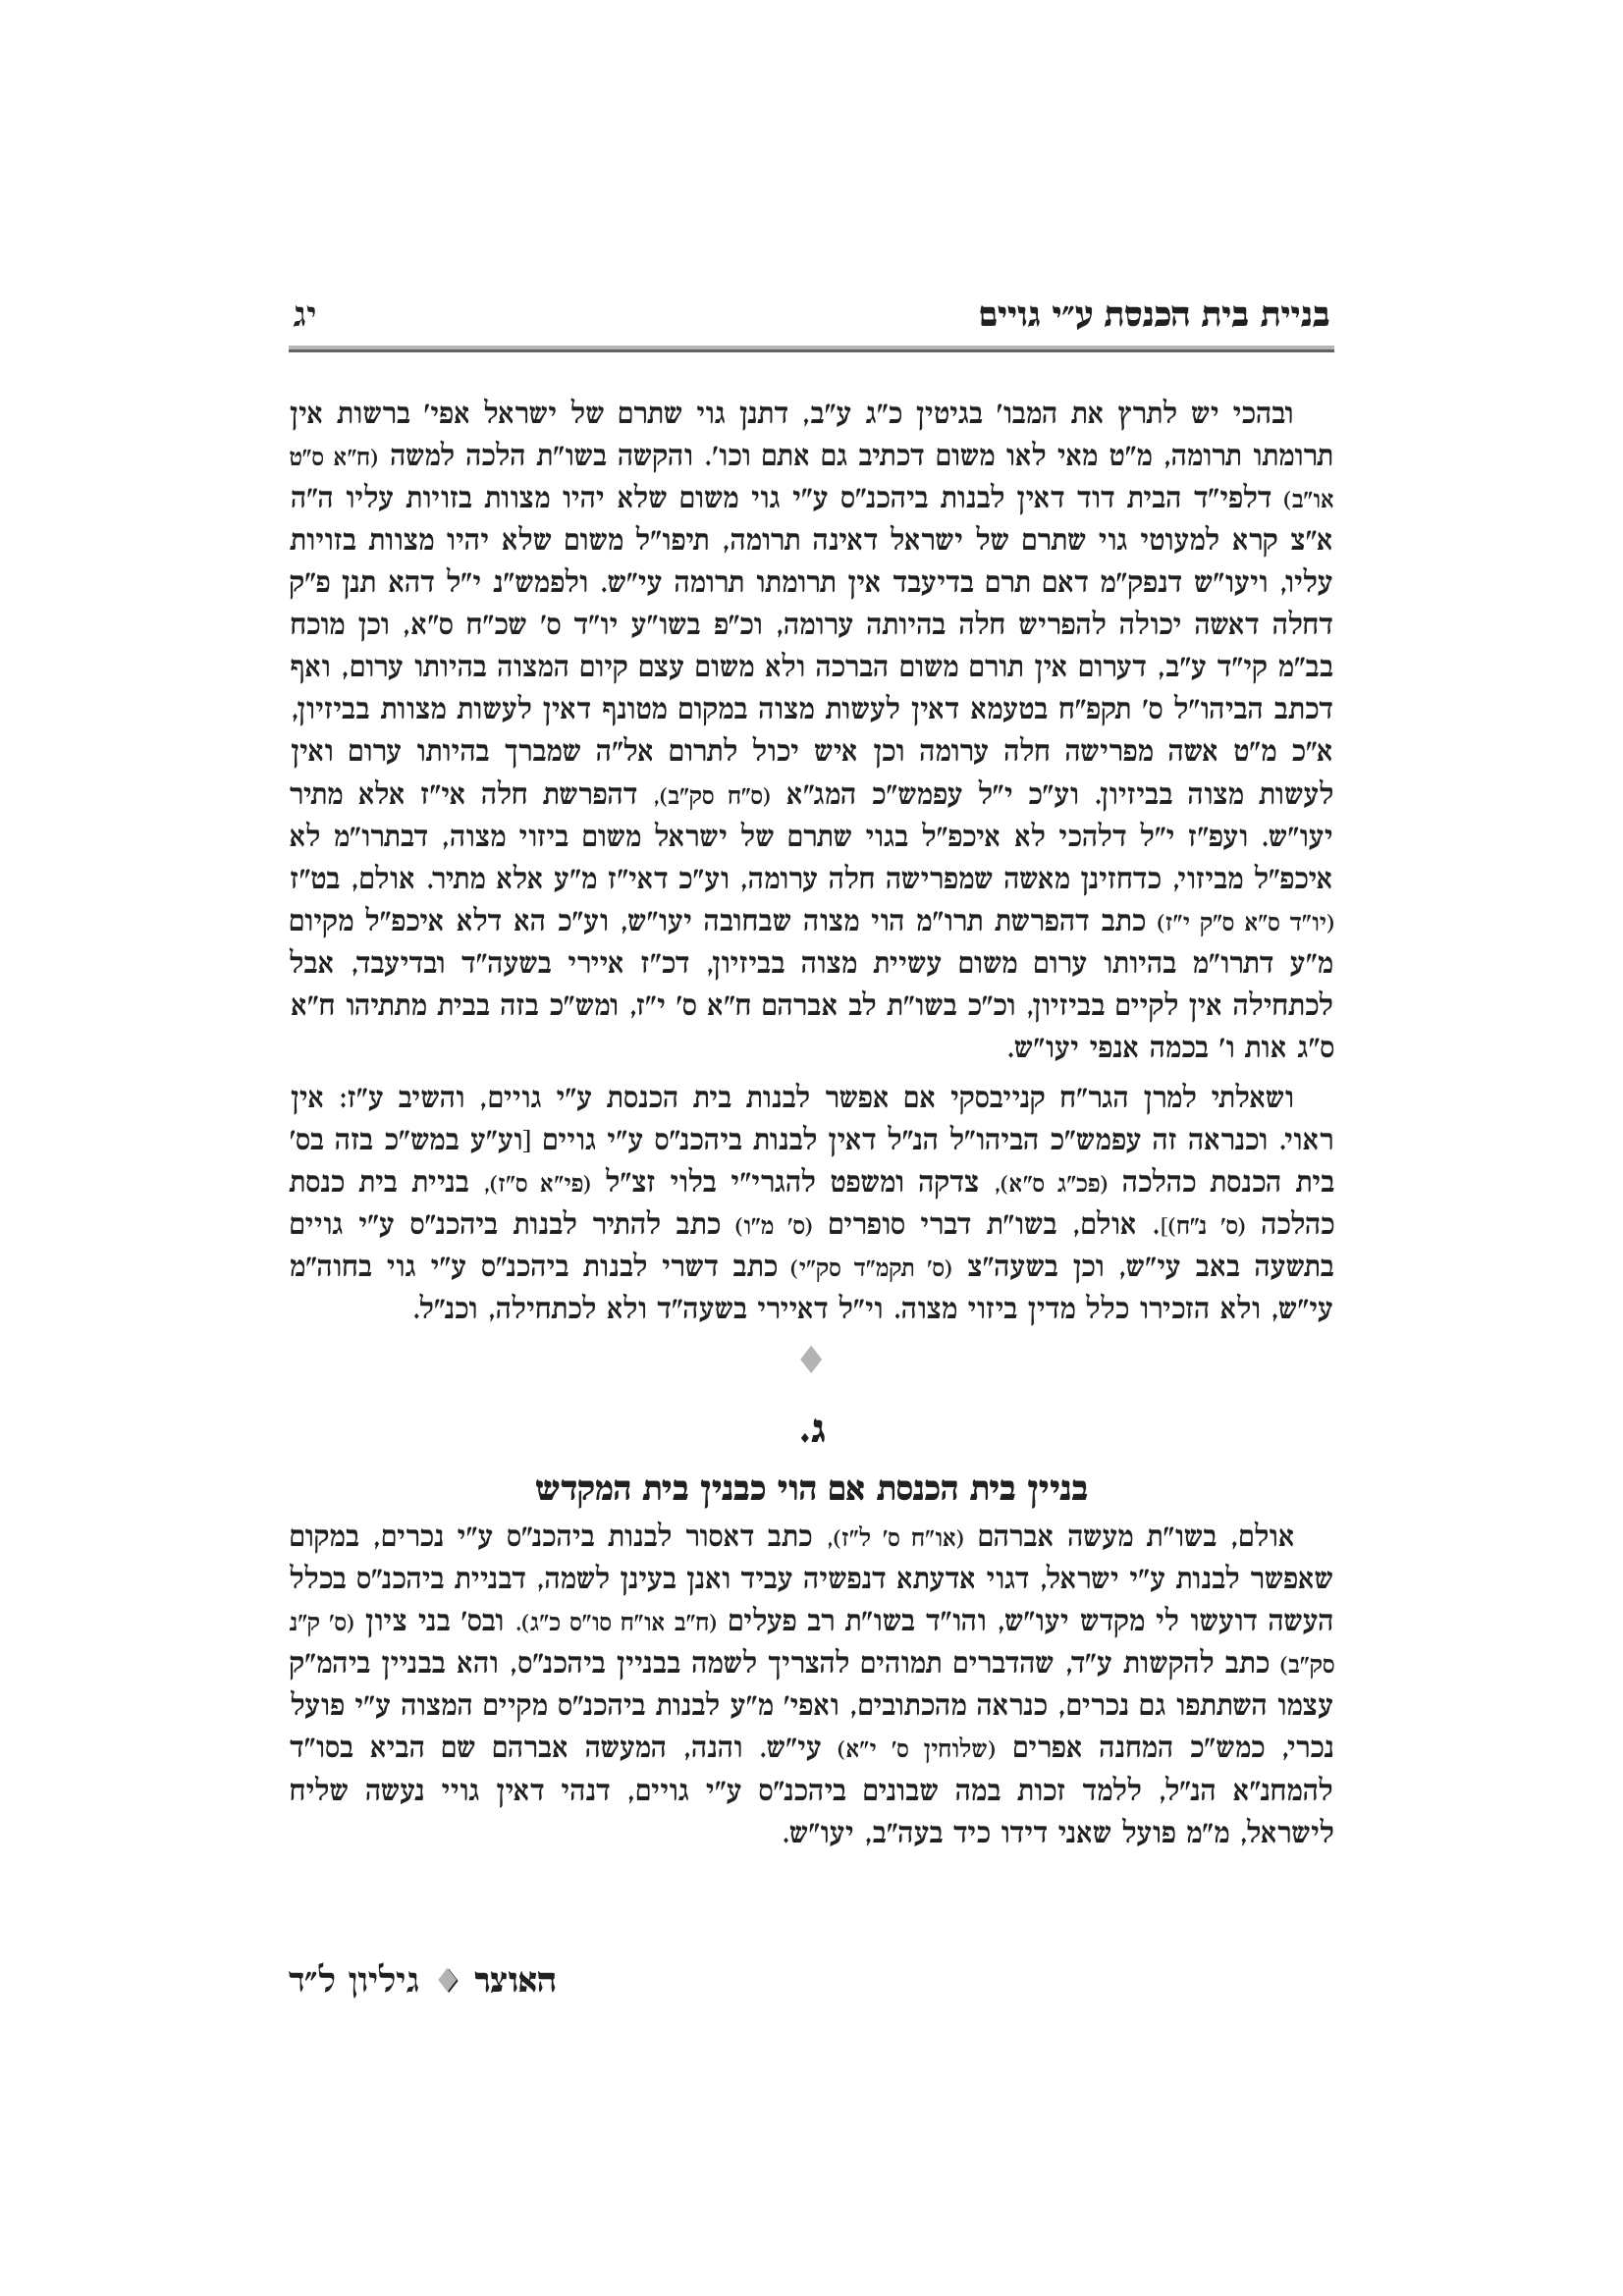 בניית בית הכנסת ע״י גויים
יג
ובהכי יש לתרץ את המבו' בגיטין כ"ג ע"ב, דתנן גוי שתרם של ישראל אפי' ברשות אין
תרומתו תרומה, מ"ט מאי לאו משום דכתיב גם אתם וכו'. והקשה בשו"ת הלכה למשה (ח"א ס"ט
או"ב) דלפי"ד הבית דוד דאין לבנות ביהכנ"ס ע"י גוי משום שלא יהיו מצוות בזויות עליו ה"ה
א"צ קרא למעוטי גוי שתרם של ישראל דאינה תרומה, תיפו"ל משום שלא יהיו מצוות בזויות
עליו, ויעו"ש דנפק"מ דאם תרם בדיעבד אין תרומתו תרומה עי"ש. ולפמש"נ י"ל דהא תנן פ"ק
דחלה דאשה יכולה להפריש חלה בהיותה ערומה, וכ"פ בשו"ע יו"ד ס' שכ"ח ס"א, וכן מוכח
בב"מ קי"ד ע"ב, דערום אין תורם משום הברכה ולא משום עצם קיום המצוה בהיותו ערום, ואף
דכתב הביהו"ל ס' תקפ"ח בטעמא דאין לעשות מצוה במקום מטונף דאין לעשות מצוות בביזיון,
א"כ מ"ט אשה מפרישה חלה ערומה וכן איש יכול לתרום אל"ה שמברך בהיותו ערום ואין
לעשות מצוה בביזיון. וע"כ י"ל עפמש"כ המג"א (ס"ח סק"ב), דהפרשת חלה אי"ז אלא מתיר
יעו"ש. ועפ"ז י"ל דלהכי לא איכפ"ל בגוי שתרם של ישראל משום ביזוי מצוה, דבתרו"מ לא
איכפ"ל מביזוי, כדחזינן מאשה שמפרישה חלה ערומה, וע"כ דאי"ז מ"ע אלא מתיר. אולם, בט"ז
(יו"ד ס"א ס"ק י"ז) כתב דהפרשת תרו"מ הוי מצוה שבחובה יעו"ש, וע"כ הא דלא איכפ"ל מקיום
מ"ע דתרו"מ בהיותו ערום משום עשיית מצוה בביזיון, דכ"ז איירי בשעה"ד ובדיעבד, אבל
לכתחילה אין לקיים בביזיון, וכ"כ בשו"ת לב אברהם ח"א ס' י"ז, ומש"כ בזה בבית מתתיהו ח"א
ס"ג אות ו' בכמה אנפי יעו"ש.
ושאלתי למרן הגר"ח קנייבסקי אם אפשר לבנות בית הכנסת ע"י גויים, והשיב ע"ז: אין
ראוי. וכנראה זה עפמש"כ הביהו"ל הנ"ל דאין לבנות ביהכנ"ס ע"י גויים [וע"ע במש"כ בזה בס'
בית הכנסת כהלכה (פכ"ג ס"א), צדקה ומשפט להגרי"י בלוי זצ"ל (פי"א ס"ז), בניית בית כנסת
כהלכה (ס' נ"ח)]. אולם, בשו"ת דברי סופרים (ס' מ"ו) כתב להתיר לבנות ביהכנ"ס ע"י גויים
בתשעה באב עי"ש, וכן בשעה"צ (ס' תקמ"ד סק"י) כתב דשרי לבנות ביהכנ"ס ע"י גוי בחוה"מ
עי"ש, ולא הזכירו כלל מדין ביזוי מצוה. וי"ל דאיירי בשעה"ד ולא לכתחילה, וכנ"ל.
ג.
בניין בית הכנסת אם הוי כבנין בית המקדש
אולם, בשו"ת מעשה אברהם (או"ח ס' ל"ז), כתב דאסור לבנות ביהכנ"ס ע"י נכרים, במקום
שאפשר לבנות ע"י ישראל, דגוי אדעתא דנפשיה עביד ואנן בעינן לשמה, דבניית ביהכנ"ס בכלל
העשה דועשו לי מקדש יעו"ש, והו"ד בשו"ת רב פעלים (ח"ב או"ח סו"ס כ"ג). ובס' בני ציון (ס' ק"נ
סק"ב) כתב להקשות ע"ד, שהדברים תמוהים להצריך לשמה בבניין ביהכנ"ס, והא בבניין ביהמ"ק
עצמו השתתפו גם נכרים, כנראה מהכתובים, ואפי' מ"ע לבנות ביהכנ"ס מקיים המצוה ע"י פועל
נכרי, כמש"כ המחנה אפרים (שלוחין ס' י"א) עי"ש. והנה, המעשה אברהם שם הביא בסו"ד
להמחנ"א הנ"ל, ללמד זכות במה שבונים ביהכנ"ס ע"י גויים, דנהי דאין גויי נעשה שליח
לישראל, מ"מ פועל שאני דידו כיד בעה"ב, יעו"ש.
האוצר ♦ גיליון ל״ד